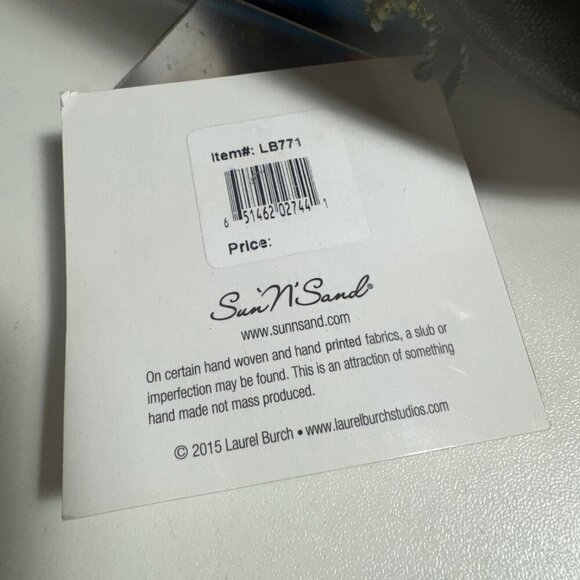 Item#: LB771
6 51462 02744 1
Price:
Sun'N'Sand®
www.sunnsand.com
On certain hand woven and hand printed fabrics, a slub or
imperfection may be found. This is an attraction of something
hand made not mass produced.
© 2015 Laurel Burch • www.laurelburchstudios.com